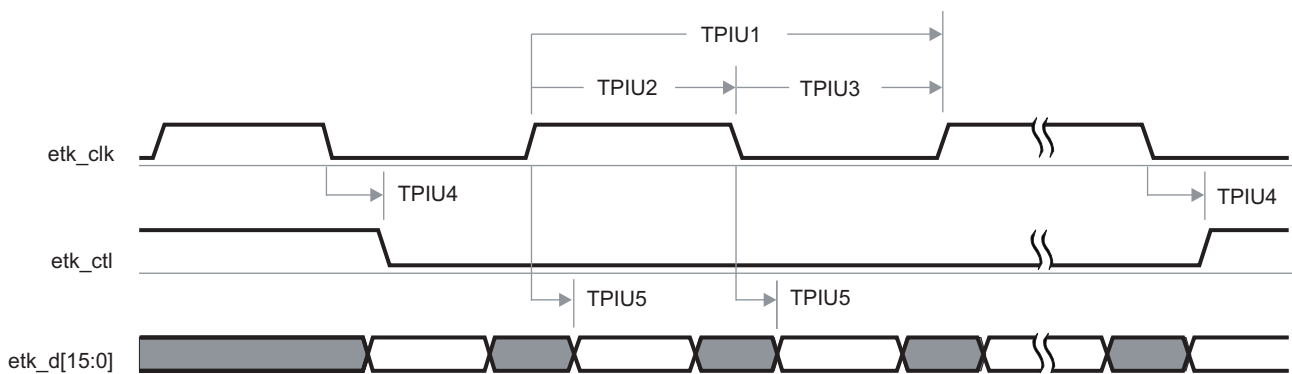 TPIU1
TPIU2
TPIU3
etk_clk
TPIU4
TPIU4
etk_ctl
TPIU5
TPIU5
etk_d[15:0]